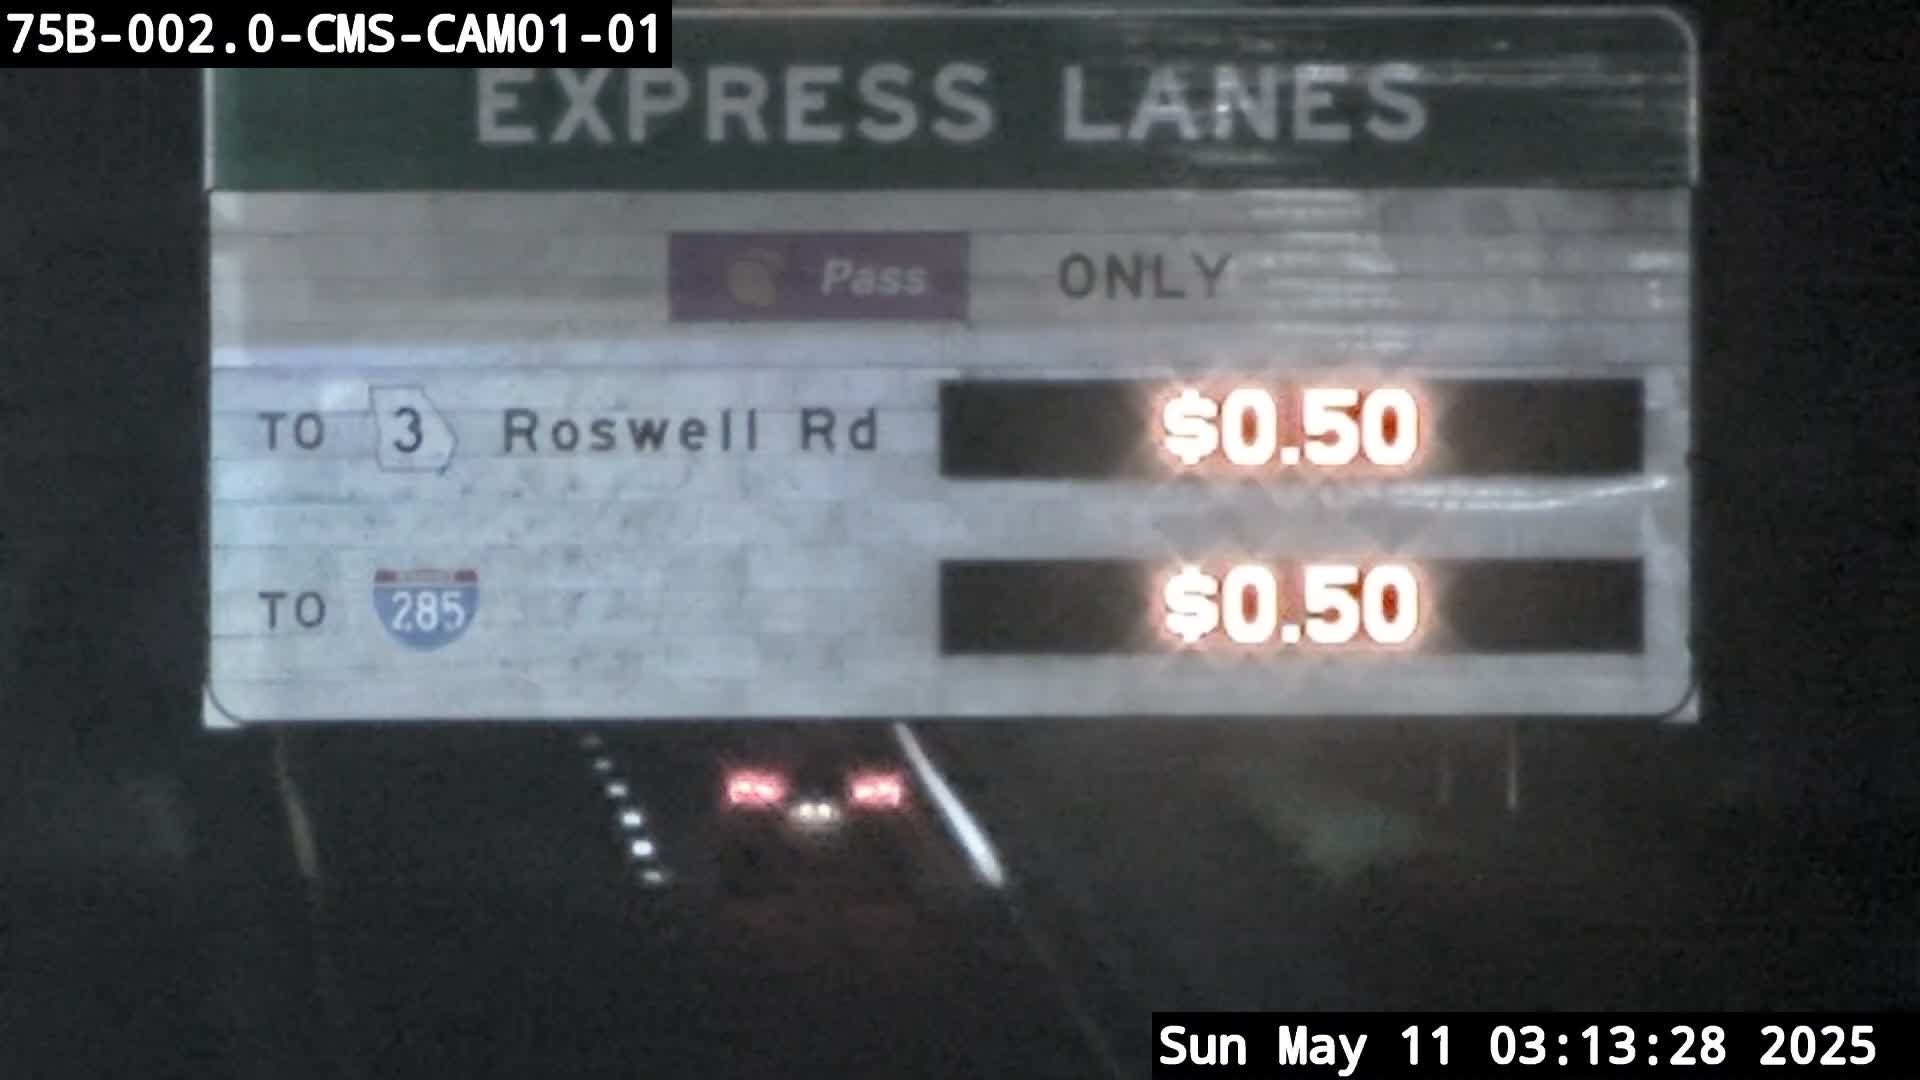 75B-002.0-CMS-CAM01-01
EXPRESS LANES
Pass ONLY
TO 3 Roswell Rd $0.50
TO 285 $0.50
Sun May 11 03:13:28 2025